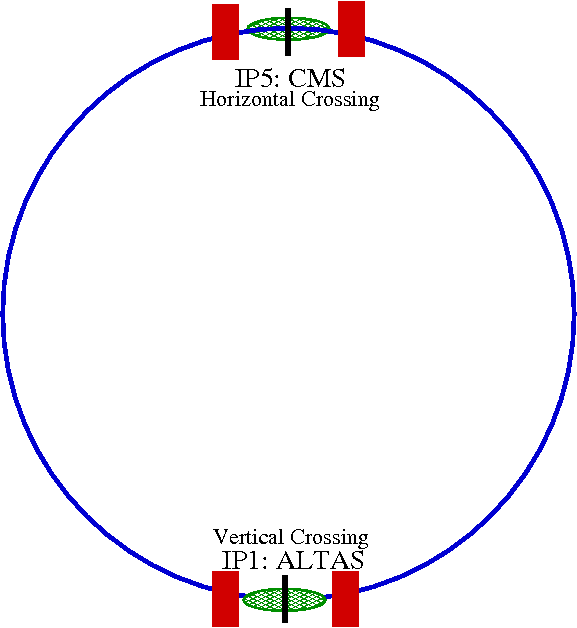 IP5: CMS
Horizontal Crossing
Vertical Crossing
IP1: ALTAS